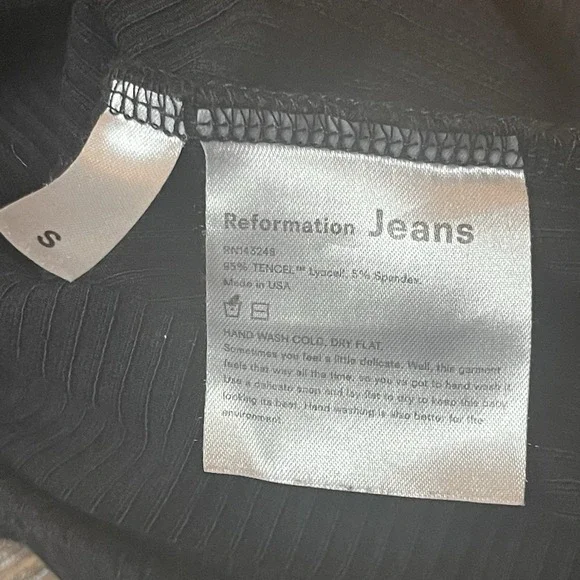 S
Reformation Jeans
RN143246
95% TENCEL™ Lyocell, 5% Spandex.
Made in USA
HAND WASH COLD, DRY FLAT.
Sometimes you feel a little delicate. Well, this garment
feels that way all the time, so you've got to hand wash it.
Use a delicate soap and lay flat to dry to keep this baby
looking its best. Hand washing is also better for the
environment.